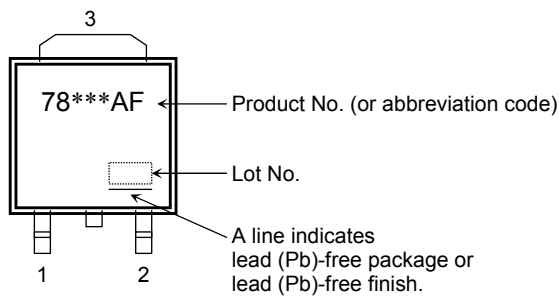 3
78***AF
Product No. (or abbreviation code)
Lot No.
A line indicates
lead (Pb)-free package or
lead (Pb)-free finish.
1
2